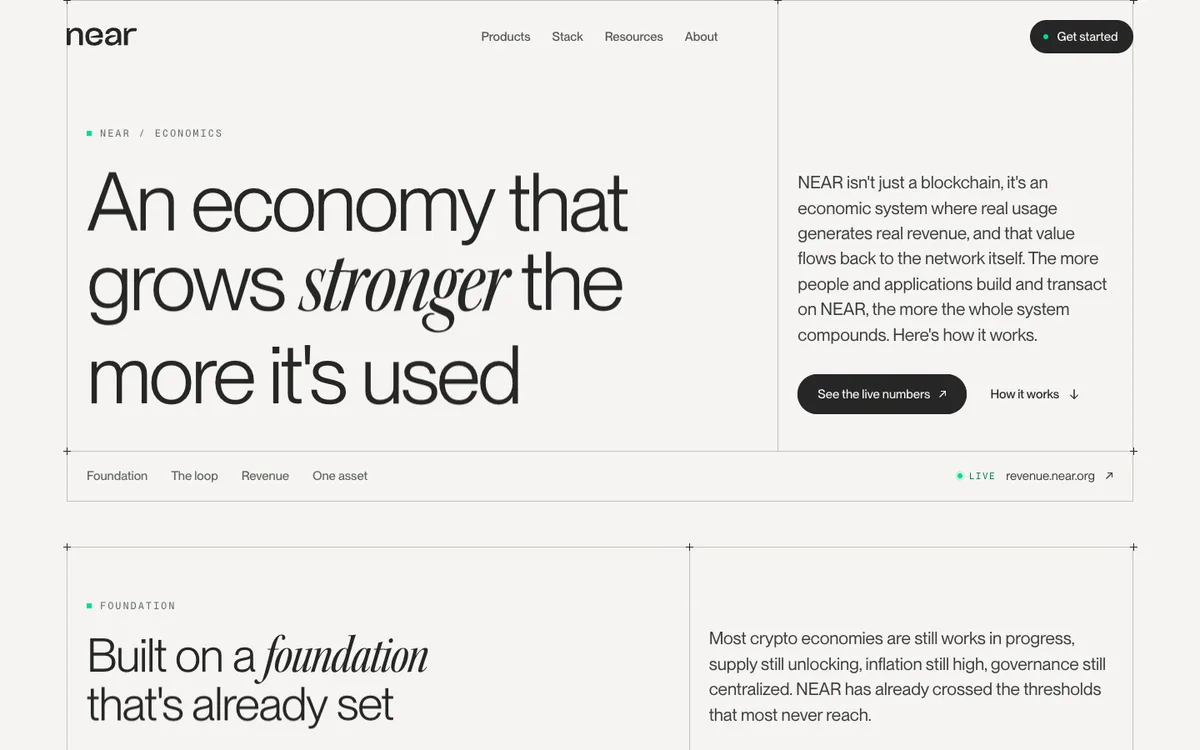 near
Products
Stack
Resources
About
Get started
NEAR / ECONOMICS
An economy that
grows stronger the
more it's used
NEAR isn't just a blockchain, it's an
economic system where real usage
generates real revenue, and that value
flows back to the network itself. The more
people and applications build and transact
on NEAR, the more the whole system
compounds. Here's how it works.
See the live numbers ↗
How it works ↓
Foundation
The loop
Revenue
One asset
LIVE
revenue.near.org ↗
FOUNDATION
Built on a foundation
that's already set
Most crypto economies are still works in progress,
supply still unlocking, inflation still high, governance still
centralized. NEAR has already crossed the thresholds
that most never reach.